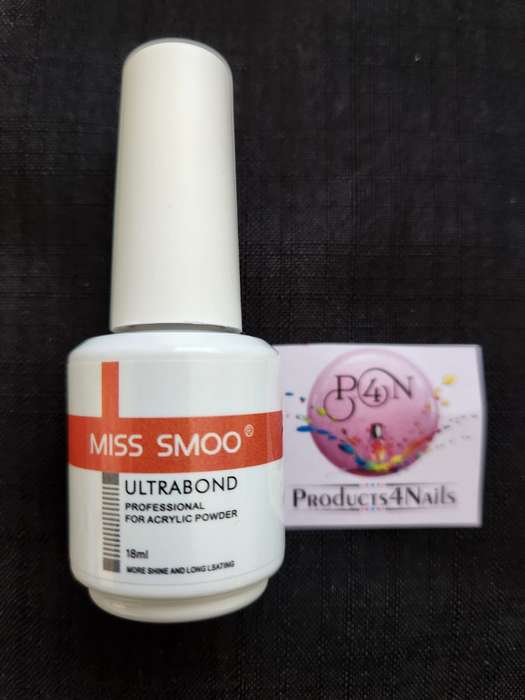 MISS SMOO®
ULTRABOND
PROFESSIONAL
FOR ACRYLIC POWDER
18ml
MORE SHINE AND LONG LSATING
P4N
PRODUCTS4NAILS